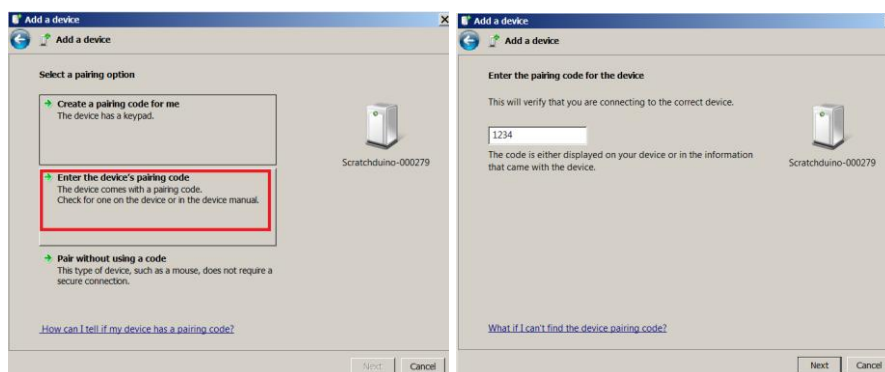 Add a device
Add a device
Select a pairing option
Create a pairing code for me
The device has a keypad.
Enter the device's pairing code
The device comes with a pairing code.
Check for one on the device or in the device manual.
Pair without using a code
This type of device, such as a mouse, does not require a
secure connection.
Scratchduino-000279
How can I tell if my device has a pairing code?
Next
Cancel
Add a device
Add a device
Enter the pairing code for the device
This will verify that you are connecting to the correct device.
1234
The code is either displayed on your device or in the information
that came with the device.
Scratchduino-000279
What if I can't find the device pairing code?
Next
Cancel